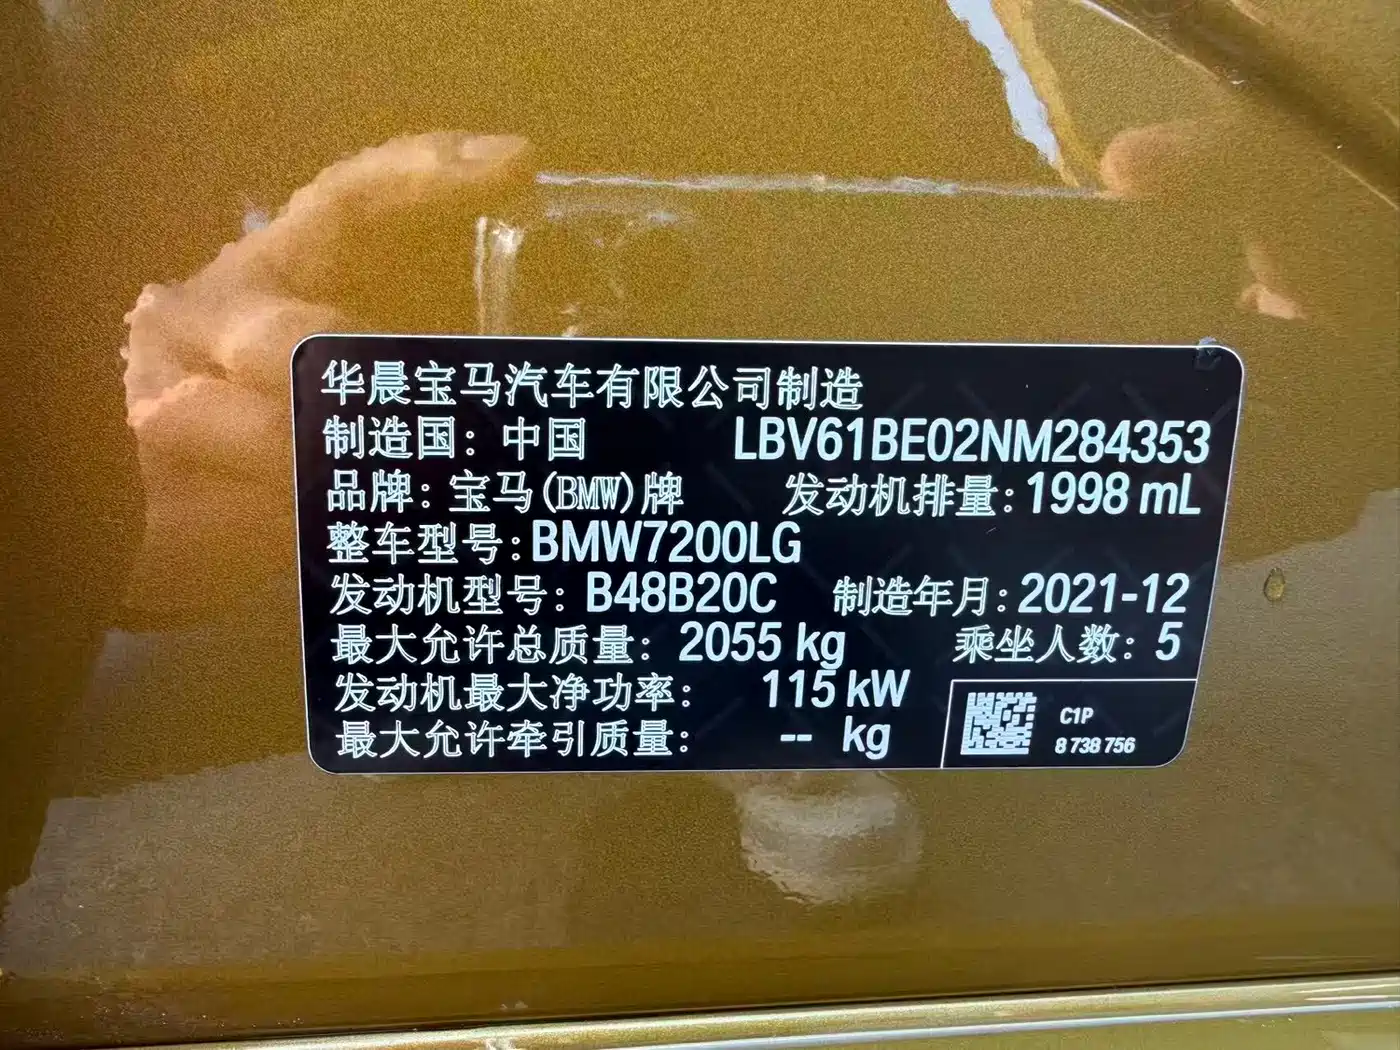 华晨宝马汽车有限公司制造
制造国：中国 LBV61BE02NM284353
品牌：宝马(BMW)牌 发动机排量：1998 mL
整车型号：BMW7200LG
发动机型号：B48B20C 制造年月：2021-12
最大允许总质量：2055 kg 乘坐人数：5
发动机最大净功率：115 kW
最大允许牵引质量：-- kg
C1P
8 738 756